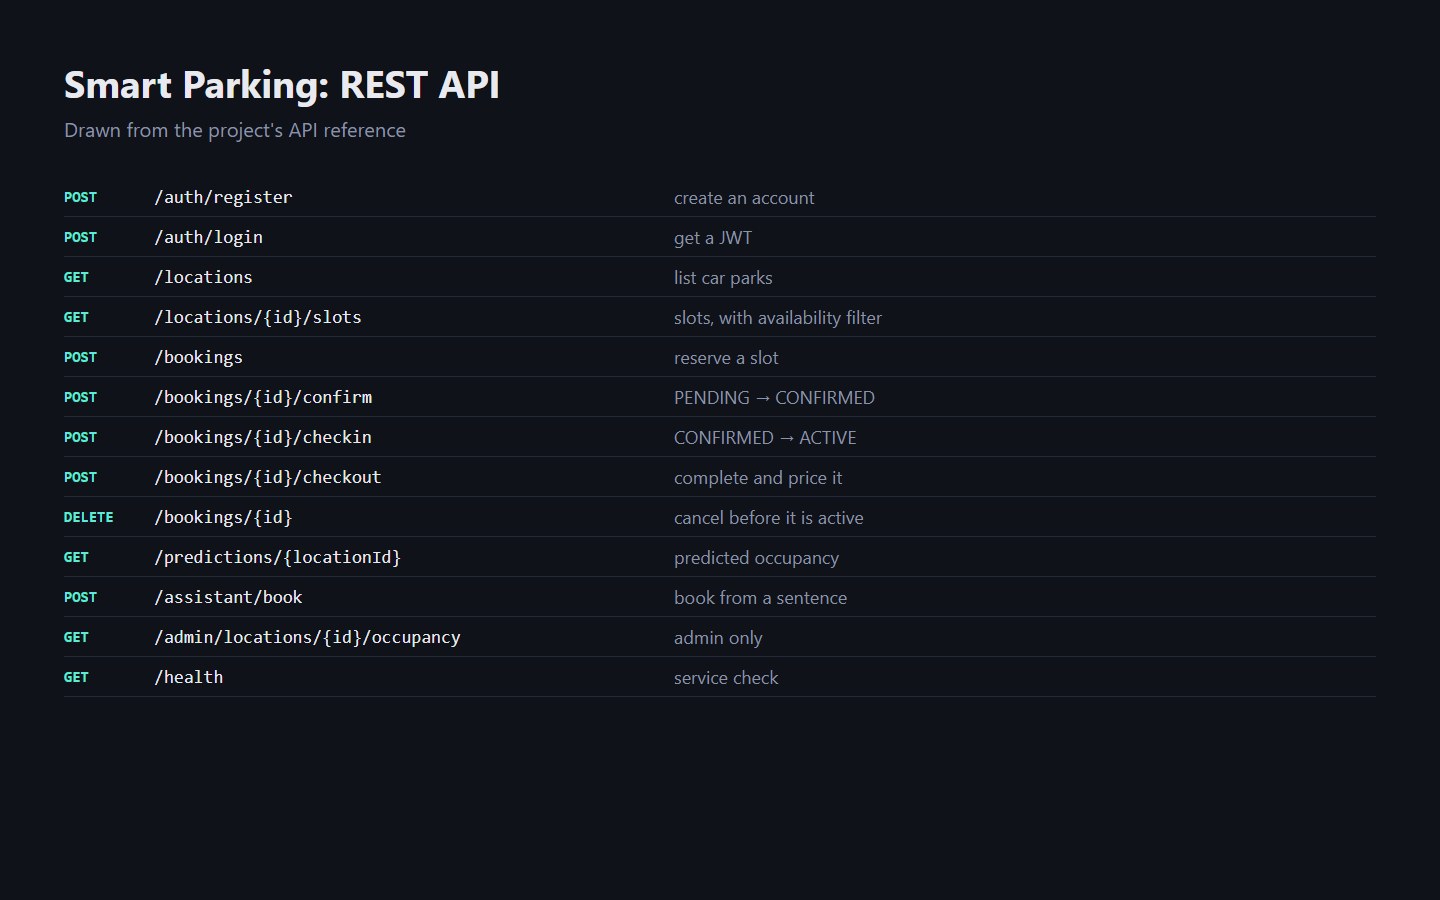 Smart Parking: REST API
Drawn from the project's API reference
POST /auth/register create an account
POST /auth/login get a JWT
GET /locations list car parks
GET /locations/{id}/slots slots, with availability filter
POST /bookings reserve a slot
POST /bookings/{id}/confirm PENDING → CONFIRMED
POST /bookings/{id}/checkin CONFIRMED → ACTIVE
POST /bookings/{id}/checkout complete and price it
DELETE /bookings/{id} cancel before it is active
GET /predictions/{locationId} predicted occupancy
POST /assistant/book book from a sentence
GET /admin/locations/{id}/occupancy admin only
GET /health service check